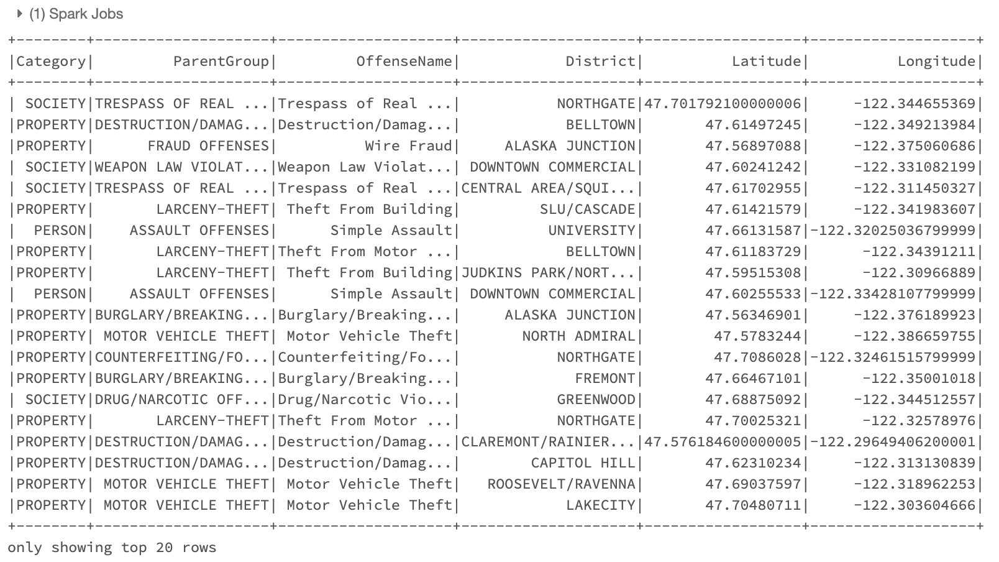 (1) Spark Jobs
+--------+--------------------+--------------------+--------------------+------------------+-------------------+
|Category|         ParentGroup|         OffenseName|            District|          Latitude|          Longitude|
+--------+--------------------+--------------------+--------------------+------------------+-------------------+
| SOCIETY|TRESPASS OF REAL ...|Trespass of Real ...|           NORTHGATE|47.701792100000006|     -122.344655369|
|PROPERTY|DESTRUCTION/DAMAG...|Destruction/Damag...|            BELLTOWN|       47.61497245|     -122.349213984|
|PROPERTY|      FRAUD OFFENSES|          Wire Fraud|     ALASKA JUNCTION|       47.56897088|     -122.375060686|
| SOCIETY|WEAPON LAW VIOLAT...|Weapon Law Violat...| DOWNTOWN COMMERCIAL|       47.60241242|     -122.331082199|
| SOCIETY|TRESPASS OF REAL ...|Trespass of Real ...|CENTRAL AREA/SQUI...|       47.61702955|     -122.311450327|
|PROPERTY|       LARCENY-THEFT| Theft From Building|         SLU/CASCADE|       47.61421579|     -122.341983607|
|  PERSON|    ASSAULT OFFENSES|      Simple Assault|          UNIVERSITY|       47.66131587|-122.32025036799999|
|PROPERTY|       LARCENY-THEFT|Theft From Motor ...|            BELLTOWN|       47.61183729|      -122.34391211|
|PROPERTY|       LARCENY-THEFT| Theft From Building|JUDKINS PARK/NORT...|       47.59515308|      -122.30966889|
|  PERSON|    ASSAULT OFFENSES|      Simple Assault| DOWNTOWN COMMERCIAL|       47.60255533|-122.33428107799999|
|PROPERTY|BURGLARY/BREAKING...|Burglary/Breaking...|     ALASKA JUNCTION|       47.56346901|     -122.376189923|
|PROPERTY| MOTOR VEHICLE THEFT| Motor Vehicle Theft|       NORTH ADMIRAL|        47.5783244|     -122.386659755|
|PROPERTY|COUNTERFEITING/FO...|Counterfeiting/Fo...|           NORTHGATE|        47.7086028|-122.32461515799999|
|PROPERTY|BURGLARY/BREAKING...|Burglary/Breaking...|             FREMONT|       47.66467101|      -122.35001018|
| SOCIETY|DRUG/NARCOTIC OFF...|Drug/Narcotic Vio...|           GREENWOOD|       47.68875092|     -122.344512557|
|PROPERTY|       LARCENY-THEFT|Theft From Motor ...|           NORTHGATE|       47.70025321|      -122.32578976|
|PROPERTY|DESTRUCTION/DAMAG...|Destruction/Damag...|CLAREMONT/RAINIER...|47.576184600000005|-122.29649406200001|
|PROPERTY|DESTRUCTION/DAMAG...|Destruction/Damag...|        CAPITOL HILL|       47.62310234|     -122.313130839|
|PROPERTY| MOTOR VEHICLE THEFT| Motor Vehicle Theft|   ROOSEVELT/RAVENNA|       47.69037597|     -122.318962253|
|PROPERTY| MOTOR VEHICLE THEFT| Motor Vehicle Theft|            LAKECITY|       47.70480711|     -122.303604666|
+--------+--------------------+--------------------+--------------------+------------------+-------------------+
only showing top 20 rows